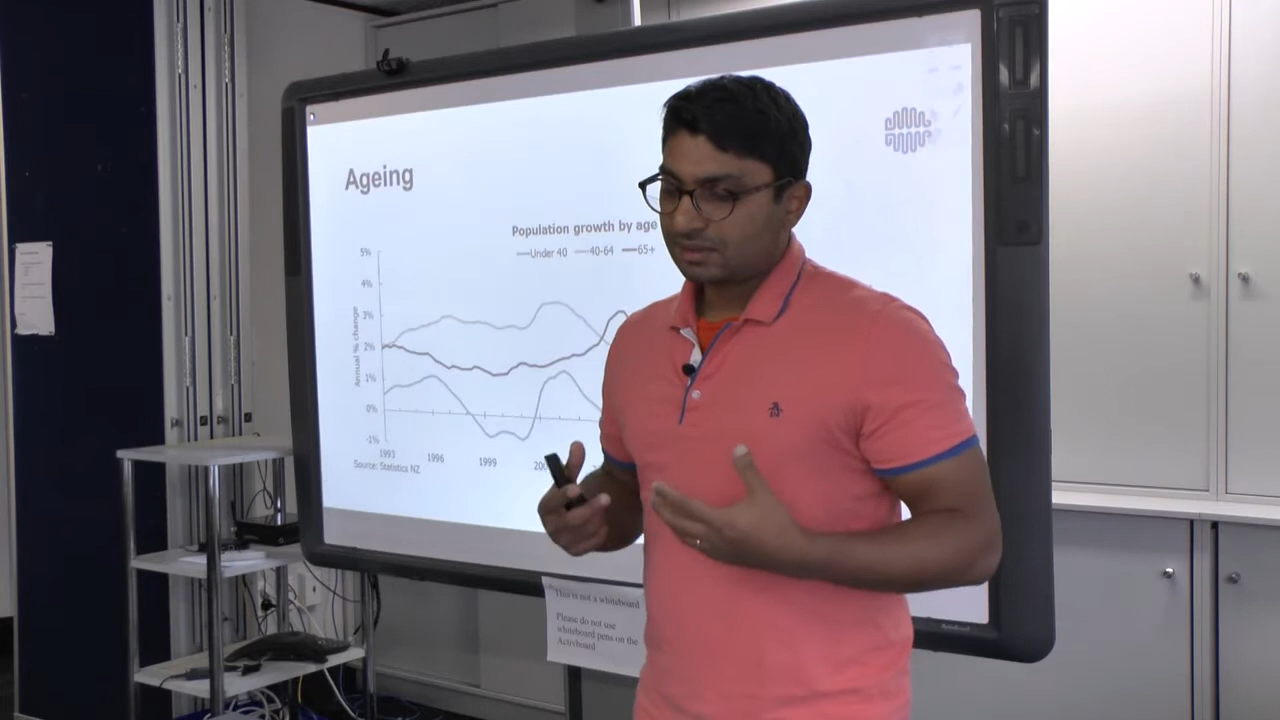 Ageing
Population growth by age
Under 40 40-64 65+
5%
4%
3%
2%
1%
0%
-1%
Annual % change
1993 1996 1999
Source: Statistics NZ
This is not a whiteboard
Please do not use
whiteboard pens on the
Activboard